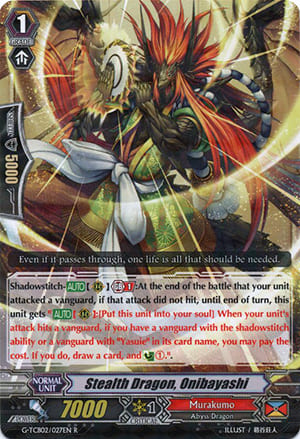 1
5000
Even if it passes through, one life is all that should be needed.
Shadowstitch-AUTO[ ] 1:At the end of the battle that your unit
attacked a vanguard, if that attack did not hit, until end of turn, this
unit gets "AUTO[ ]:[Put this unit into your soul] When your unit's
attack hits a vanguard, if you have a vanguard with the shadowstitch
ability or a vanguard with "Yasuie" in its card name, you may pay the
cost. If you do, draw a card, and 1.".
NORMAL
UNIT
Stealth Dragon, Onibayashi
7000
1
CRITICAL
Murakumo
Abyss Dragon
G-TCB02/027EN R
ILLUST /